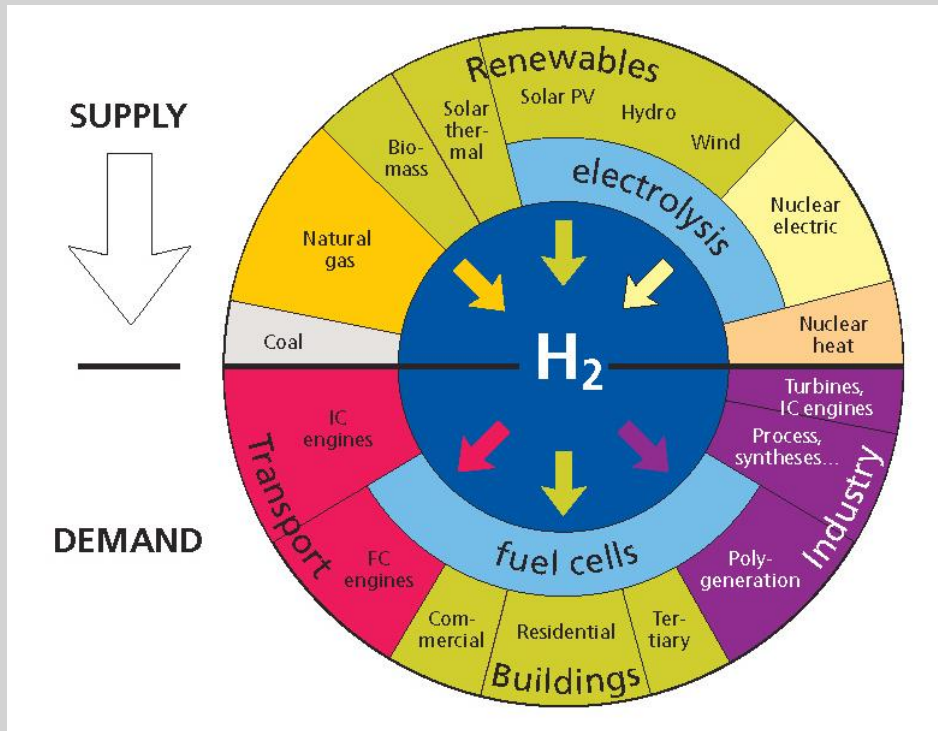 SUPPLY
Renewables
Solar PV
Hydro
Wind
Solar
ther-
mal
Bio-
mass
electrolysis
Nuclear
electric
Natural
gas
Coal
Nuclear
heat
H₂
DEMAND
Transport
IC
engines
FC
engines
fuel cells
Com-
mercial
Residential
Ter-
tiary
Buildings
Turbines,
IC engines
Process,
syntheses...
Poly-
generation
Industry